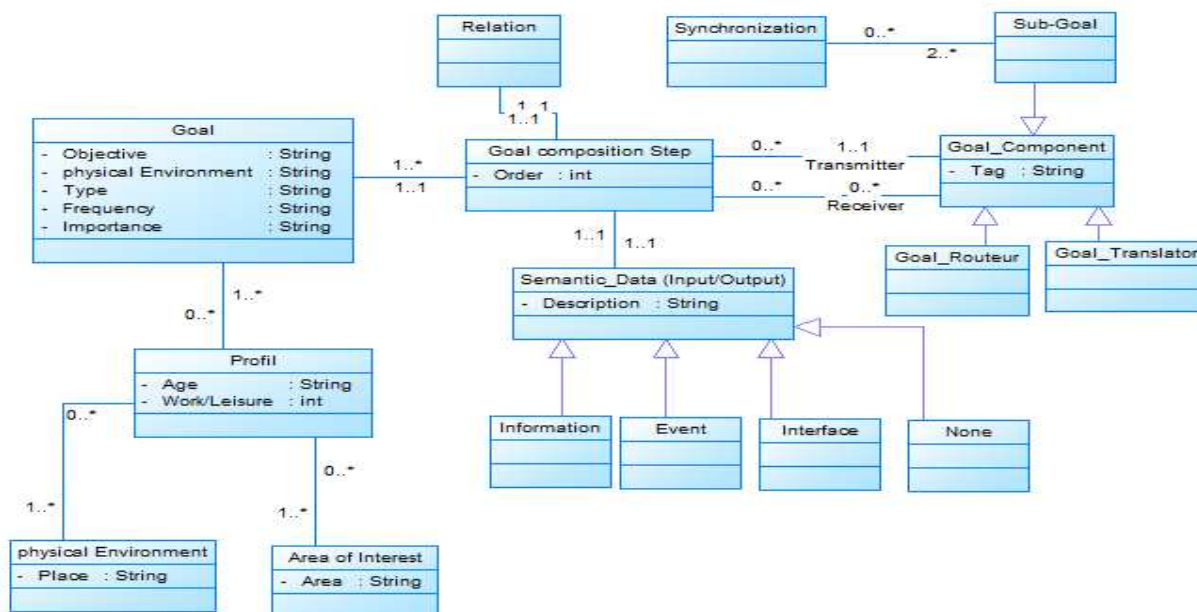 Relation
Synchronization
0..*
2..*
Sub-Goal
1..1
1..1
Goal
- Objective : String
- physical Environment : String
- Type : String
- Frequency : String
- Importance : String
1..*
1..1
Goal composition Step
- Order : int
0..*
1..1
Transmitter
0..*
0..*
Receiver
Goal_Component
- Tag : String
Goal_Routeur
Goal_Translator
1..1
1..1
Semantic_Data (Input/Output)
- Description : String
1..*
0..*
Profil
- Age : String
- Work/Leisure : int
0..*
0..*
Information
Event
Interface
None
1..*
1..*
physical Environment
- Place : String
Area of Interest
- Area : String